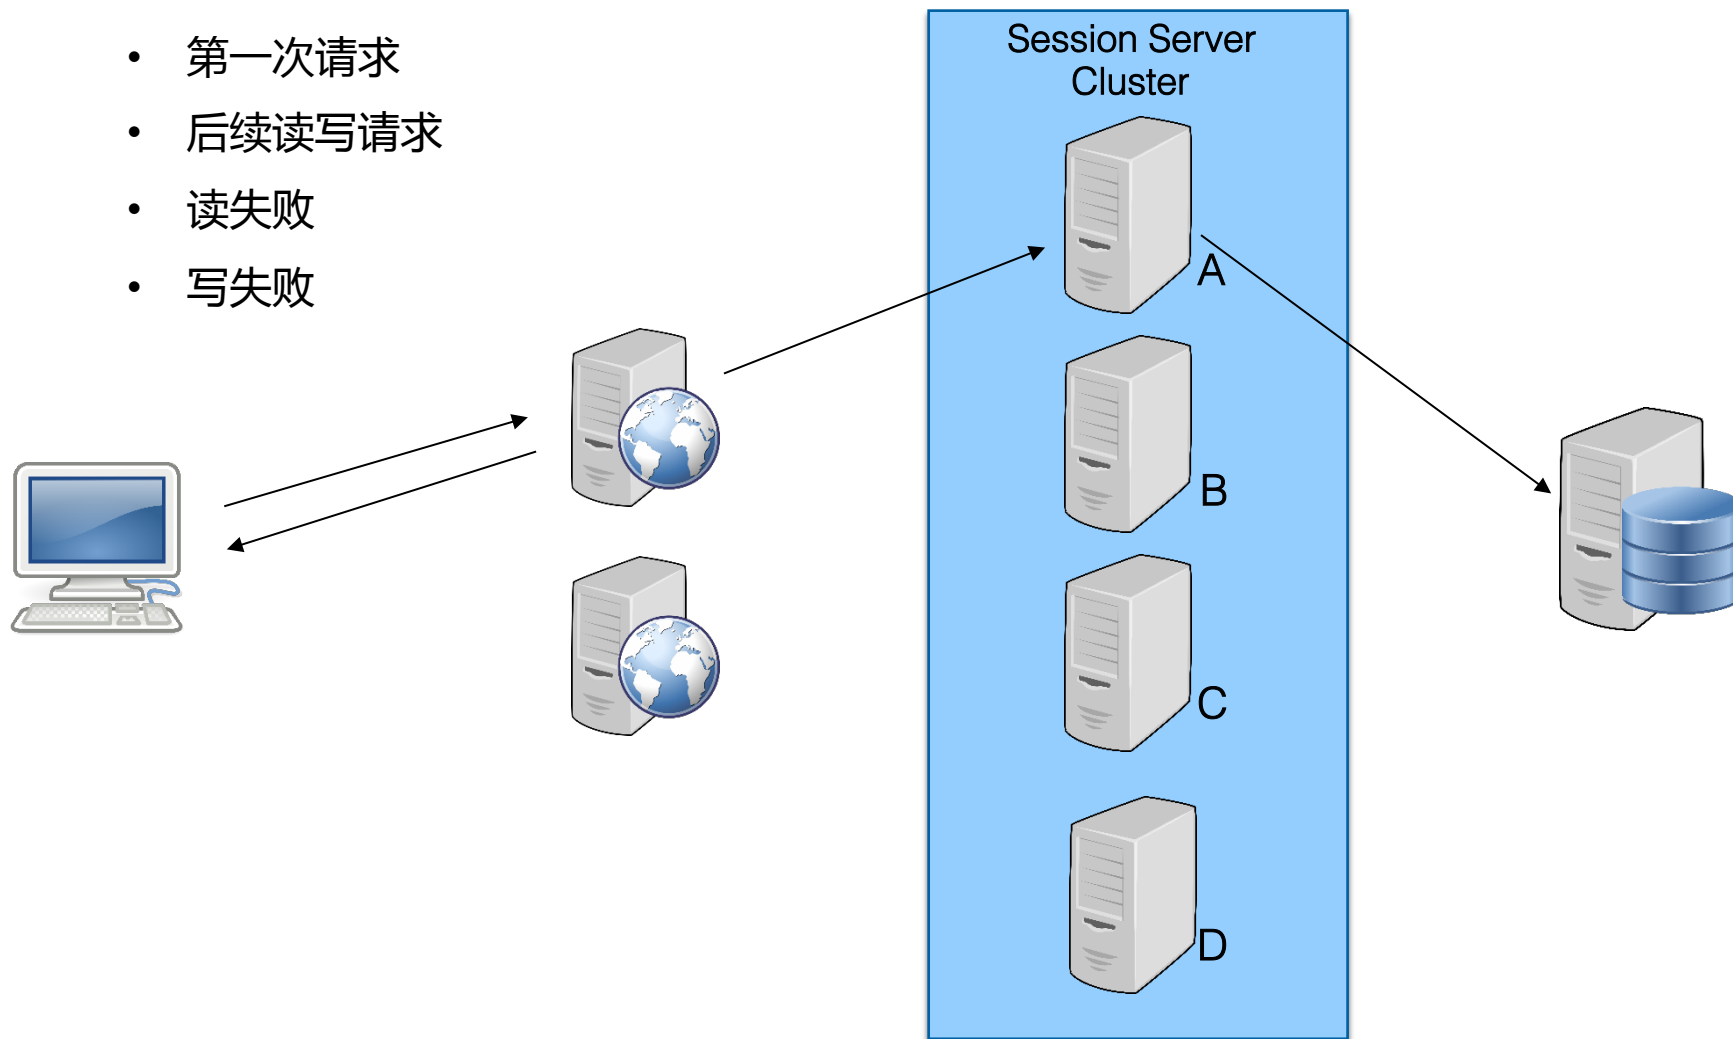 • 第一次请求
• 后续读写请求
• 读失败
• 写失败
Session Server
Cluster
A
B
C
D